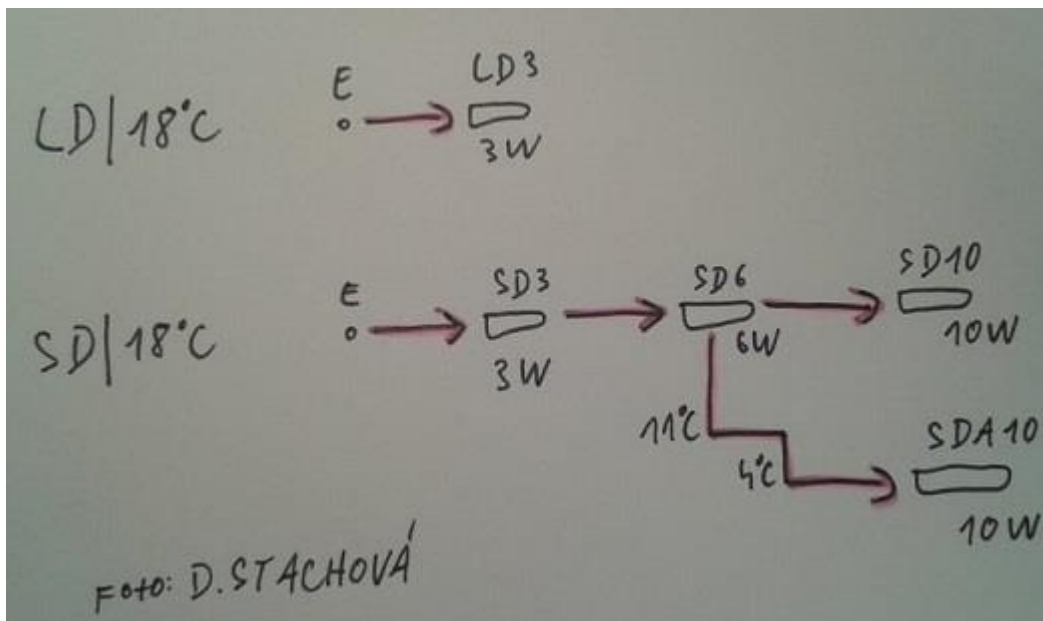 E
LD3
LD/18°C
3W
E
SD3
SD6
SD10
SD/18°C
3W
6W
10W
11°C
4°C
SDA10
10W
FOTO: D. STACHOVÁ